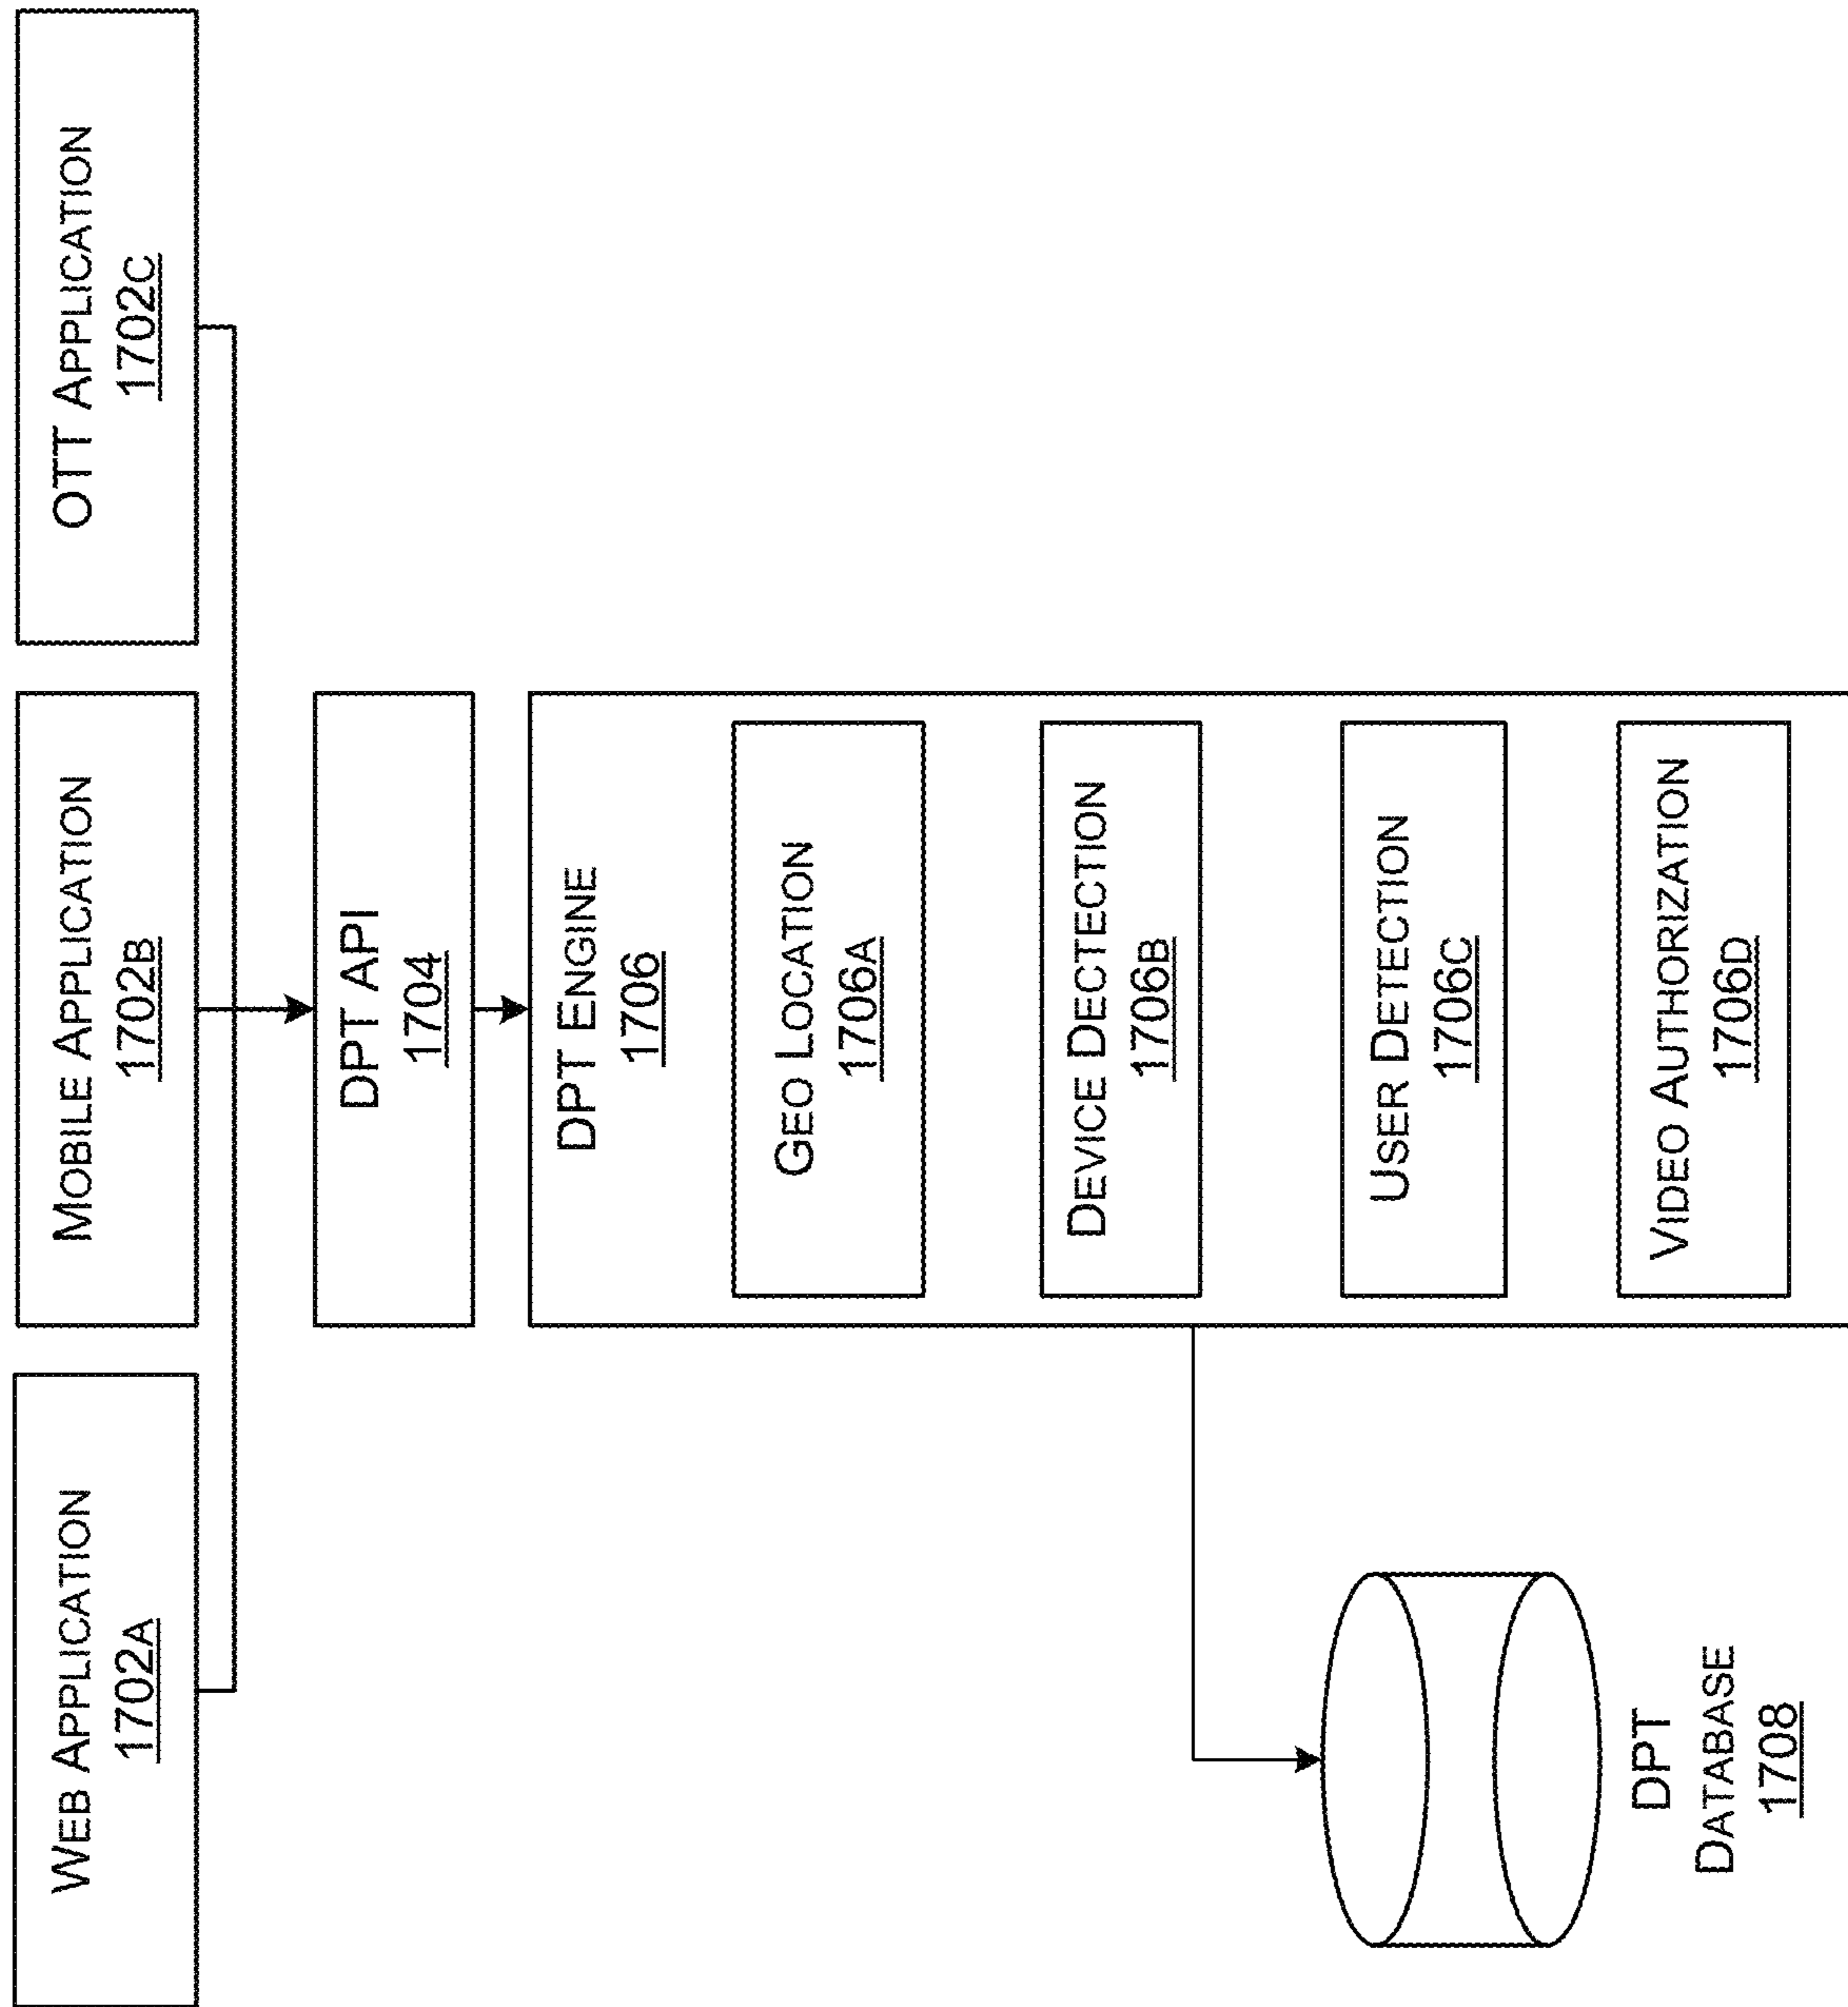 WEB APPLICATION
1702A
MOBILE APPLICATION
1702B
OTT APPLICATION
1702C
DPT API
1704
DPT ENGINE
1706
GEO LOCATION
1706A
DEVICE DECTECTION
1706B
USER DETECTION
1706C
VIDEO AUTHORIZATION
1706D
DPT
DATABASE
1708